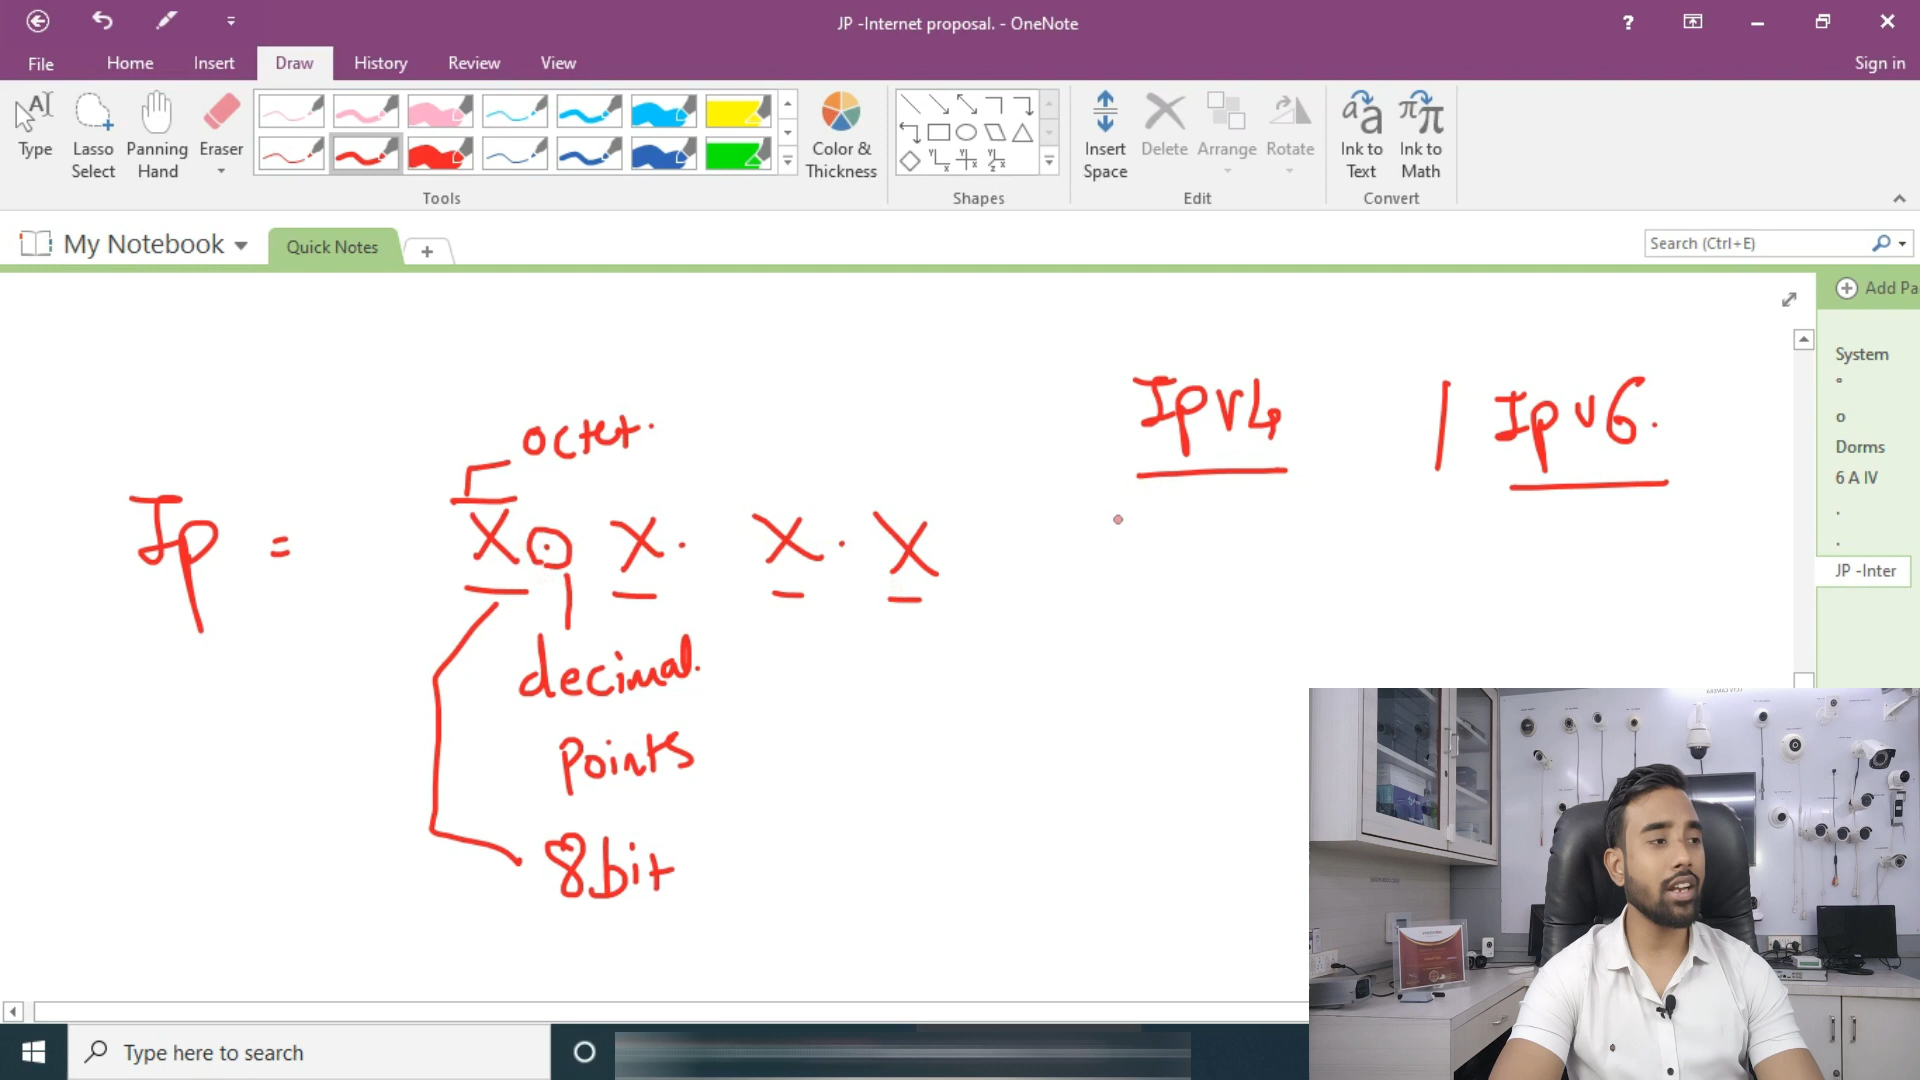 JP -Internet proposal. - OneNote
?
File Home Insert Draw History Review View Sign in
Type
Lasso Select
Panning Hand
Eraser
Color & Thickness
Insert Space
Delete
Arrange
Rotate
Ink to Text
Ink to Math
Tools
Shapes
Edit
Convert
My Notebook
Quick Notes
+
Search (Ctrl+E)
Add Pa
System
Dorms
6 A IV
JP -Inter
Ipv4 | Ipv6.
octet.
Ip = X . X . X . X
decimal.
points
8 bit
Type here to search